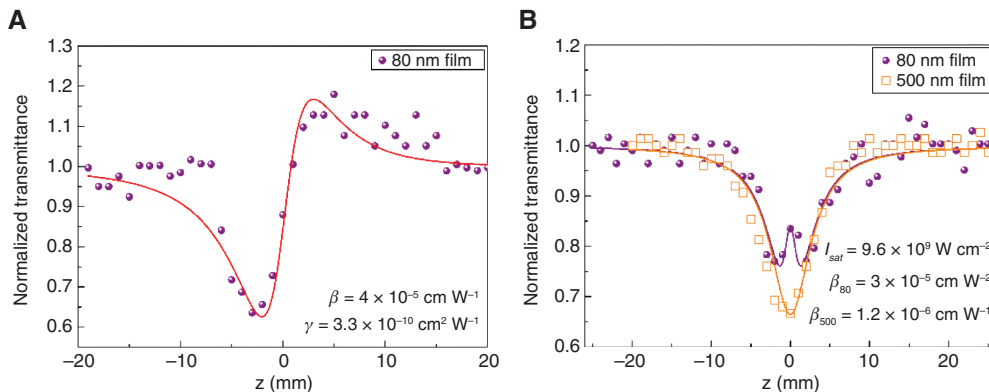 A
1.3
1.2
1.1
1.0
0.9
0.8
0.7
0.6
Normalized transmittance
80 nm film
β = 4 × 10⁻⁵ cm W⁻¹
γ = 3.3 × 10⁻¹⁰ cm² W⁻¹
−20 −10 0 10 20
z (mm)
B
1.2
1.1
1.0
0.9
0.8
0.7
0.6
Normalized transmittance
80 nm film
500 nm film
I_sat = 9.6 × 10⁹ W cm⁻²
β₈₀ = 3 × 10⁻⁵ cm W⁻²
β₅₀₀ = 1.2 × 10⁻⁶ cm W⁻¹
−20 −10 0 10 20
z (mm)